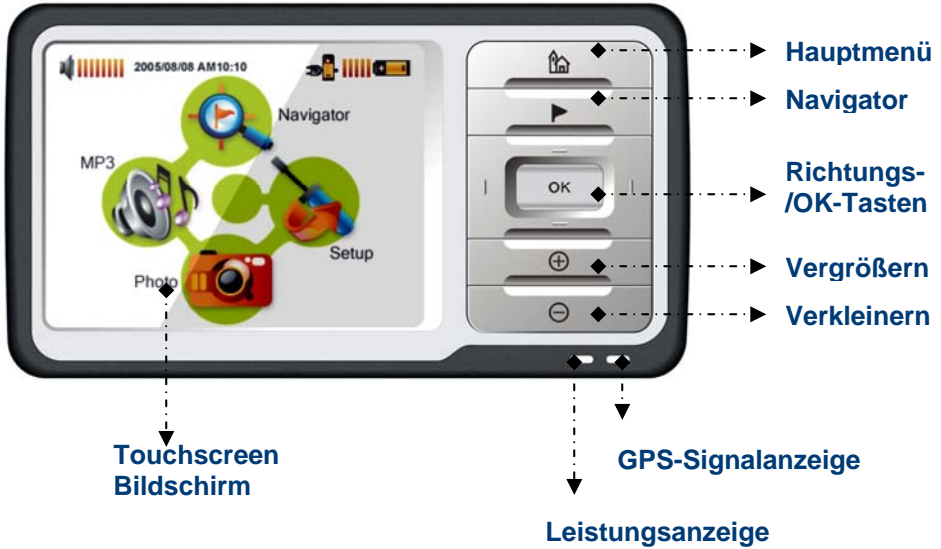 2005/08/08 AM10:10
Navigator
MP3
Setup
Photo
OK
Hauptmenü
Navigator
Richtungs-
/OK-Tasten
Vergrößern
Verkleinern
Touchscreen
Bildschirm
GPS-Signalanzeige
Leistungsanzeige